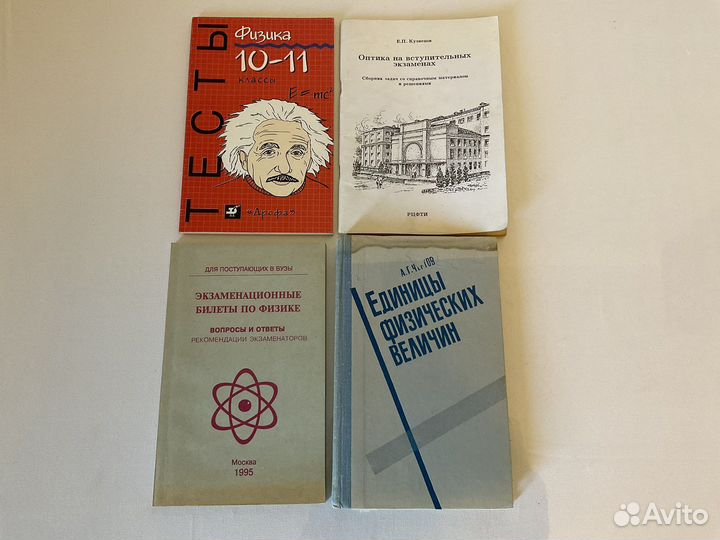 ТЕСТЫ
Физика
10-11
классы
E = mc²
«Дрофа»
Е.П. Кузнецов
Оптика на вступительных
экзаменах
Сборник задач со справочным материалом
и решениями
РЦФТИ
ДЛЯ ПОСТУПАЮЩИХ В ВУЗЫ
ЭКЗАМЕНАЦИОННЫЕ
БИЛЕТЫ ПО ФИЗИКЕ
ВОПРОСЫ И ОТВЕТЫ
РЕКОМЕНДАЦИИ ЭКЗАМЕНАТОРОВ
Москва
1995
А.Г.
ЕДИНИЦЫ
ФИЗИЧЕСКИХ
ВЕЛИЧИН
Avito